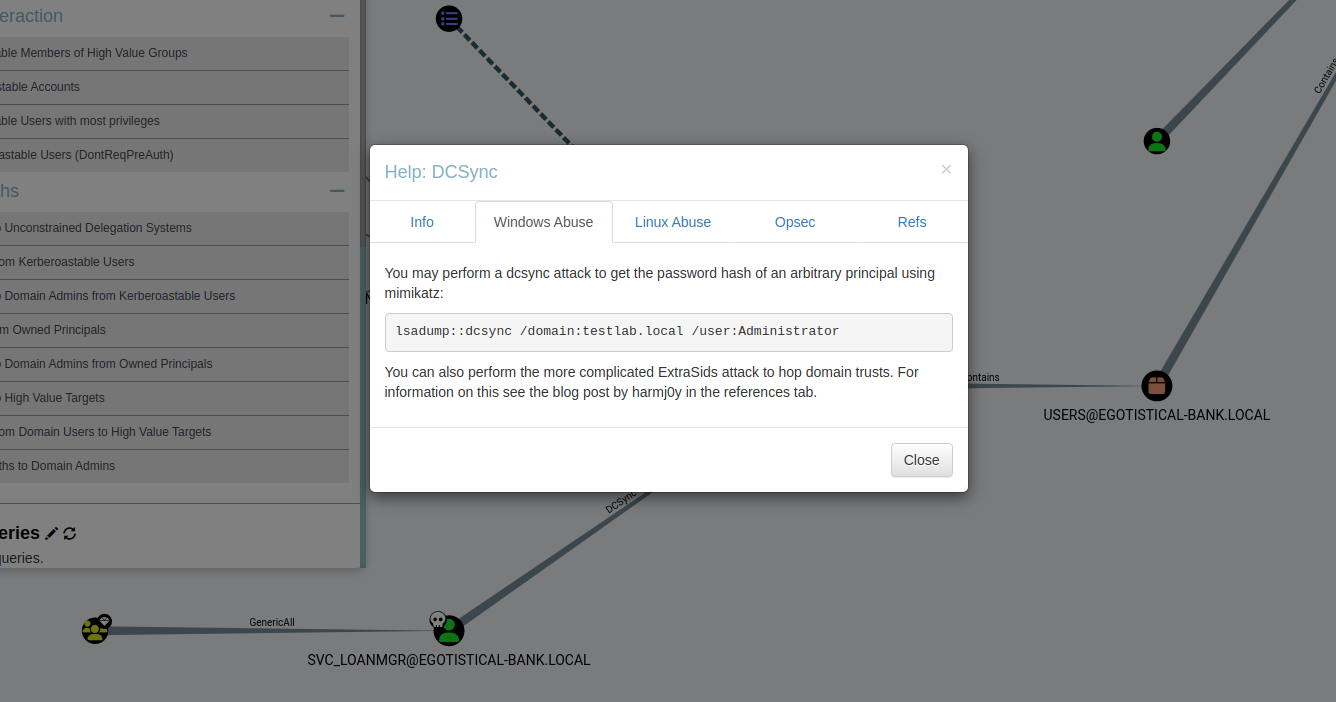 eraction
ble Members of High Value Groups
stable Accounts
ble Users with most privileges
astable Users (DontReqPreAuth)
ths
Unconstrained Delegation Systems
om Kerberoastable Users
Domain Admins from Kerberoastable Users
m Owned Principals
Domain Admins from Owned Principals
High Value Targets
om Domain Users to High Value Targets
ths to Domain Admins
eries
queries.
Contains
Help: DCSync
×
Info
Windows Abuse
Linux Abuse
Opsec
Refs
You may perform a dcsync attack to get the password hash of an arbitrary principal using
mimikatz:
lsadump::dcsync /domain:testlab.local /user:Administrator
You can also perform the more complicated ExtraSids attack to hop domain trusts. For
information on this see the blog post by harmj0y in the references tab.
Close
ontains
USERS@EGOTISTICAL-BANK.LOCAL
DCSync
GenericAll
SVC_LOANMGR@EGOTISTICAL-BANK.LOCAL